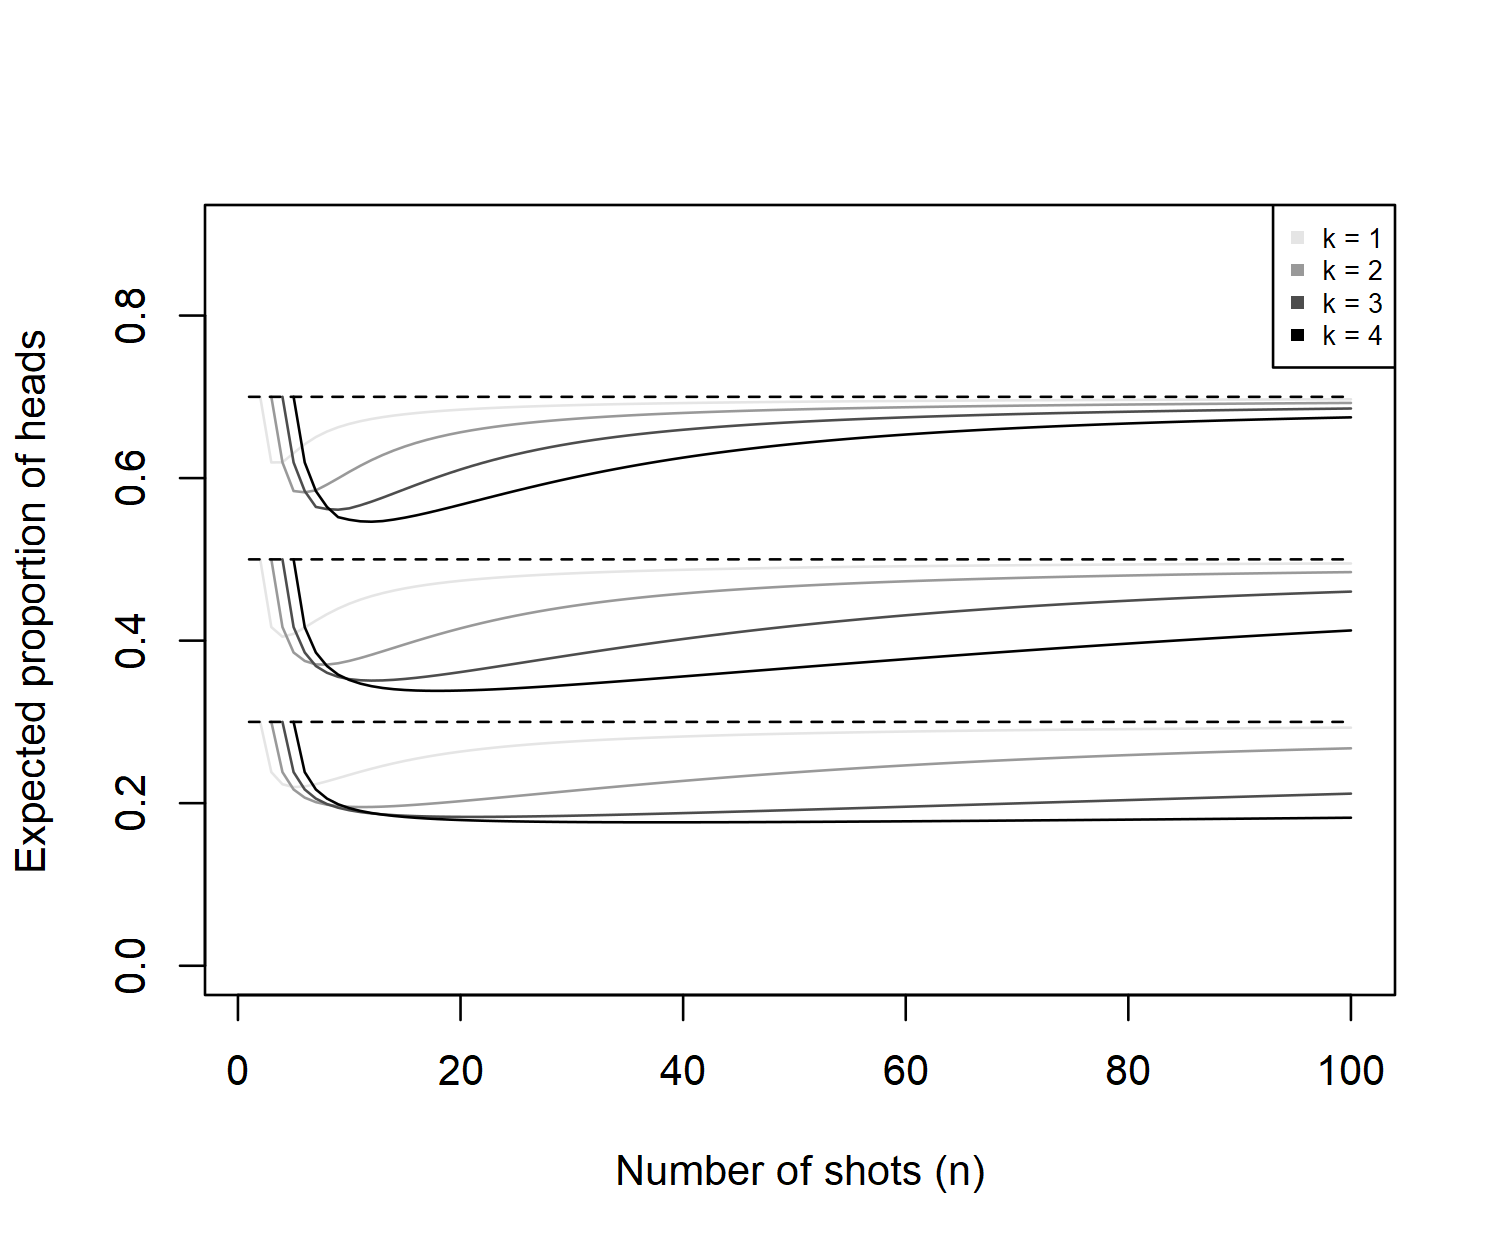 k = 1
k = 2
k = 3
k = 4
Expected proportion of heads
0.8
0.6
0.4
0.2
0.0
0 20 40 60 80 100
Number of shots (n)